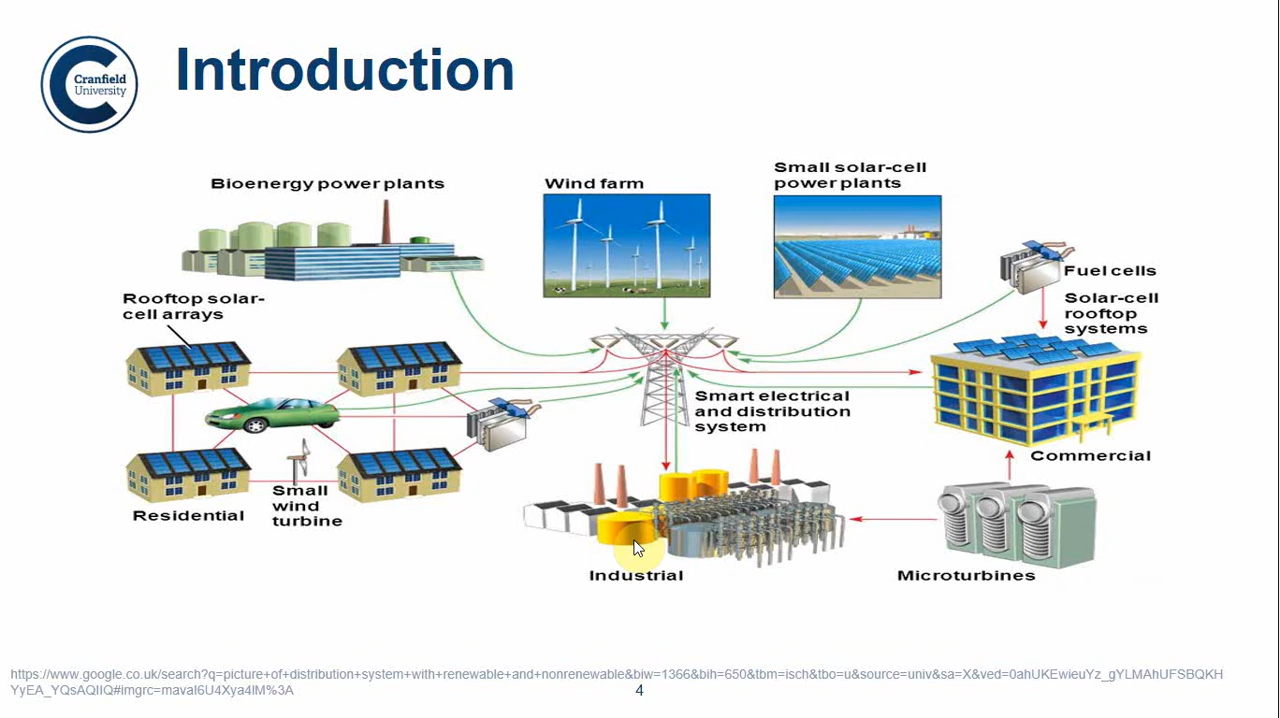 Cranfield
University
Introduction
Bioenergy power plants
Wind farm
Small solar-cell
power plants
Fuel cells
Rooftop solar-
cell arrays
Solar-cell
rooftop
systems
Smart electrical
and distribution
system
Commercial
Small
wind
turbine
Residential
Industrial
Microturbines
https://www.google.co.uk/search?q=picture+of+distribution+system+with+renewable+and+nonrenewable&biw=1366&bih=650&tbm=isch&tbo=u&source=univ&sa=X&ved=0ahUKEwieuYz_gYLMAhUFSBQKH
YyEA_YQsAQIIQ#imgrc=mavaI6U4Xya4IM%3A
4